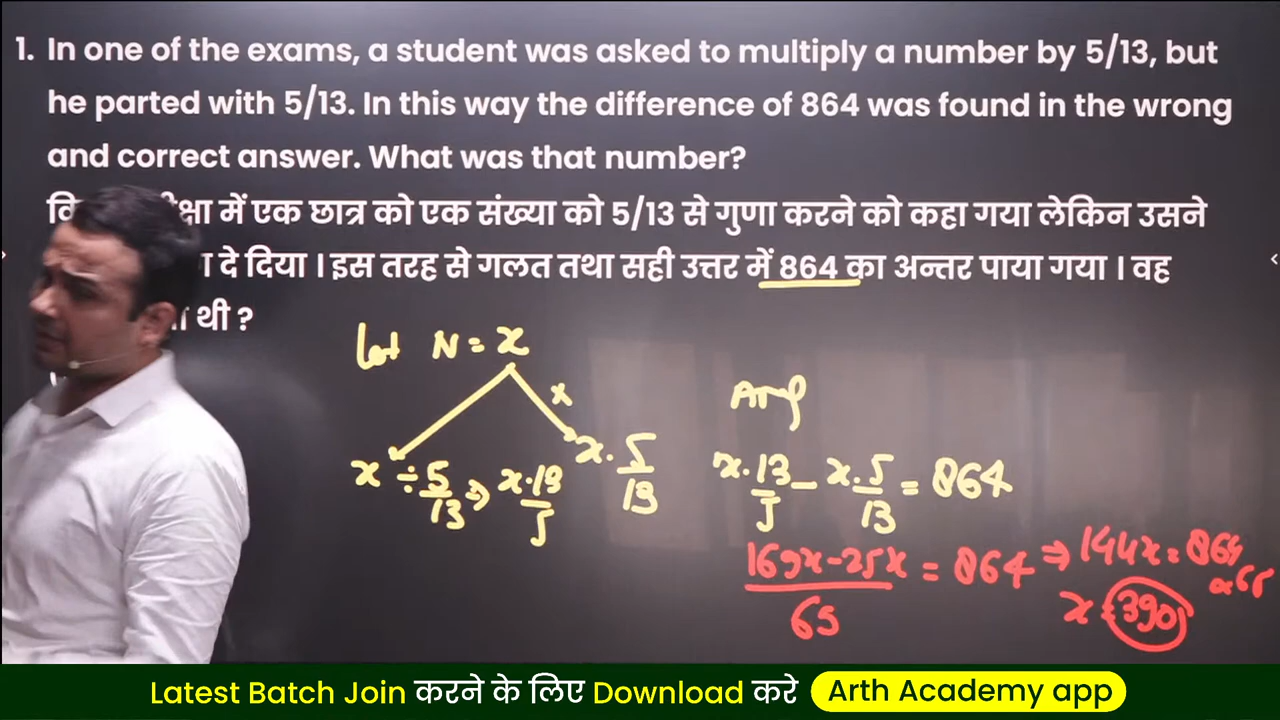 1. In one of the exams, a student was asked to multiply a number by 5/13, but
he parted with 5/13. In this way the difference of 864 was found in the wrong
and correct answer. What was that number?
में एक छात्र को एक संख्या को 5/13 से गुणा करने को कहा गया लेकिन उसने
दे दिया । इस तरह से गलत तथा सही उत्तर में 864 का अन्तर पाया गया । वह
थी ?
Let N = x
x
x ÷ 5/13 ⇒ x·13/5
x·5/13
x·13/5 - x·5/13 = 864
169x-25x/65 = 864 ⇒ 144x = 864
x = 390
Latest Batch Join करने के लिए Download करे Arth Academy app